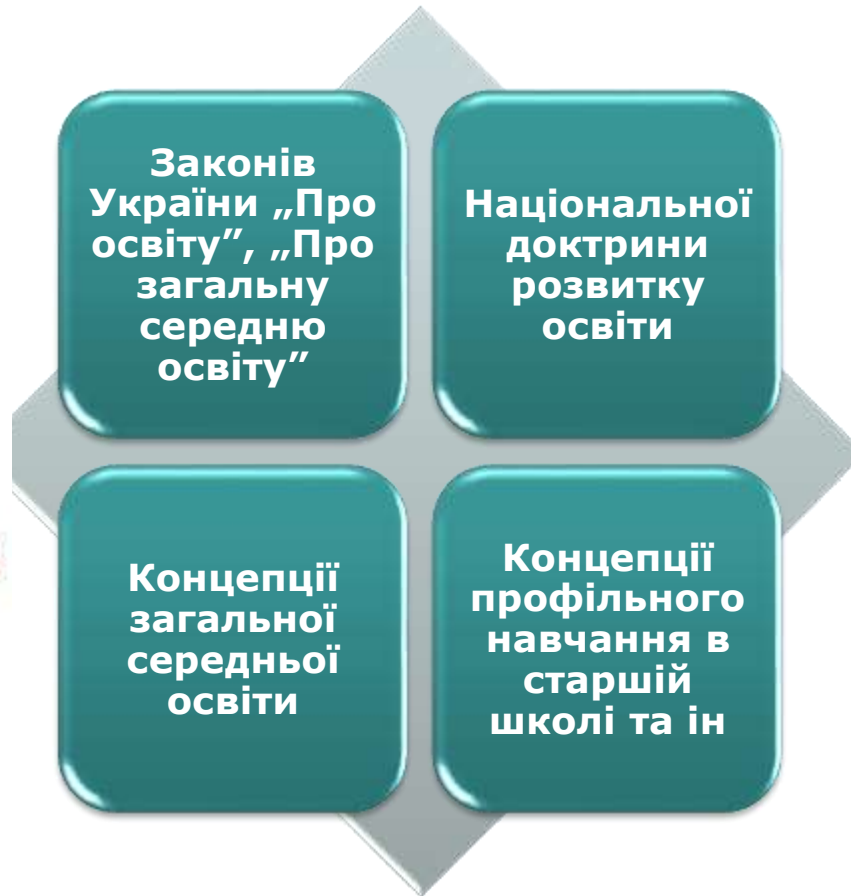 Законів
України „Про
освіту”, „Про
загальну
середню
освіту”
Національної
доктрини
розвитку
освіти
Концепції
загальної
середньої
освіти
Концепції
профільного
навчання в
старшій
школі та ін